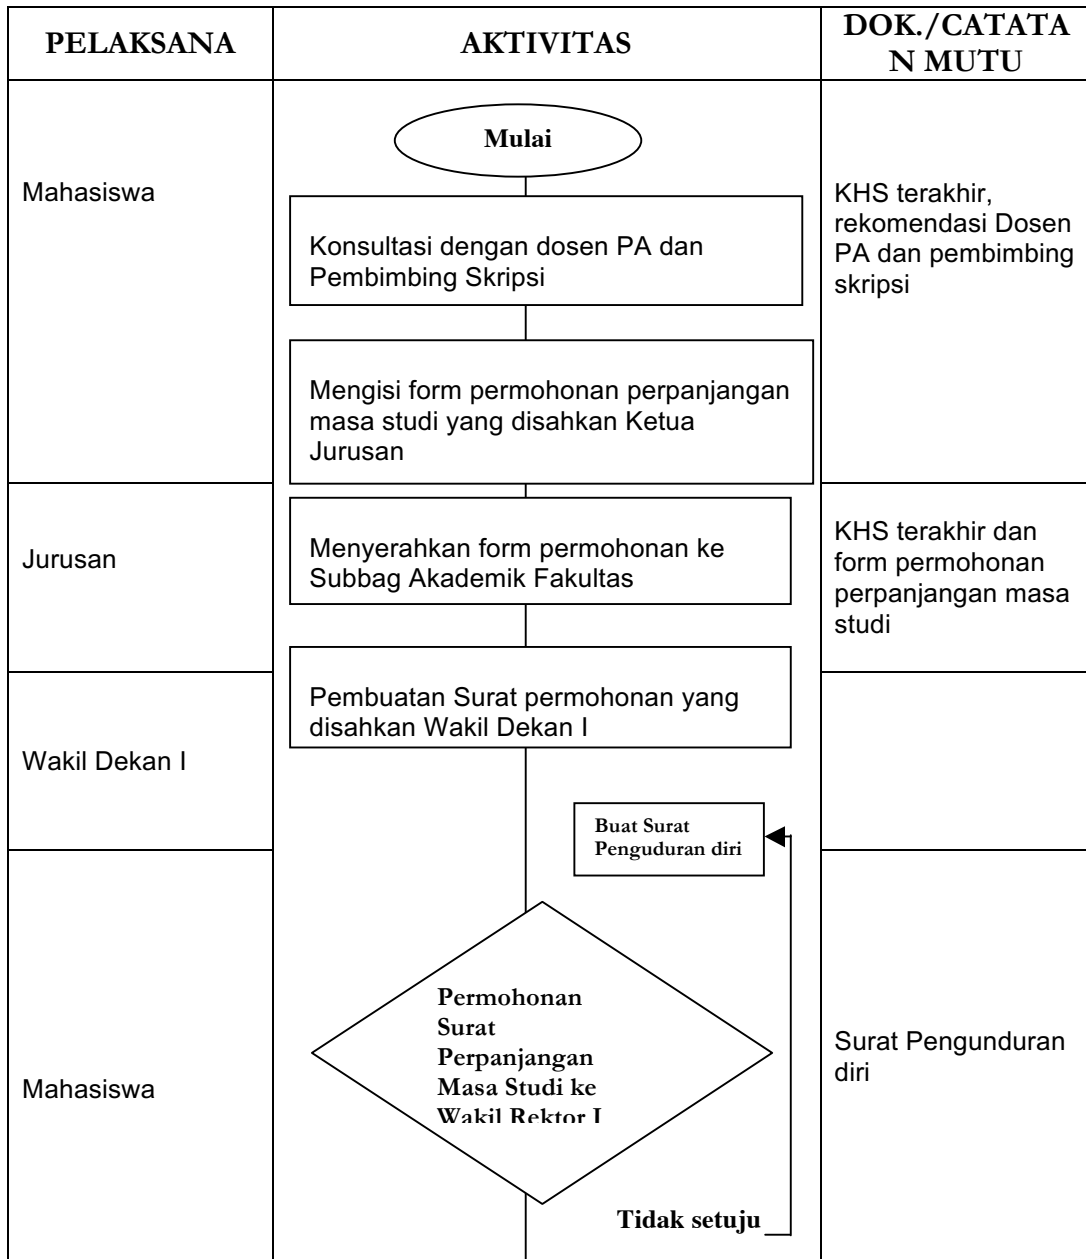 PELAKSANA
AKTIVITAS
DOK./CATATA
N MUTU
Mahasiswa
Mulai
Konsultasi dengan dosen PA dan
Pembimbing Skripsi
Mengisi form permohonan perpanjangan
masa studi yang disahkan Ketua
Jurusan
KHS terakhir,
rekomendasi Dosen
PA dan pembimbing
skripsi
Jurusan
Menyerahkan form permohonan ke
Subbag Akademik Fakultas
KHS terakhir dan
form permohonan
perpanjangan masa
studi
Wakil Dekan I
Pembuatan Surat permohonan yang
disahkan Wakil Dekan I
Buat Surat
Penguduran diri
Mahasiswa
Permohonan
Surat
Perpanjangan
Masa Studi ke
Wakil Rektor I
Tidak setuju
Surat Pengunduran
diri